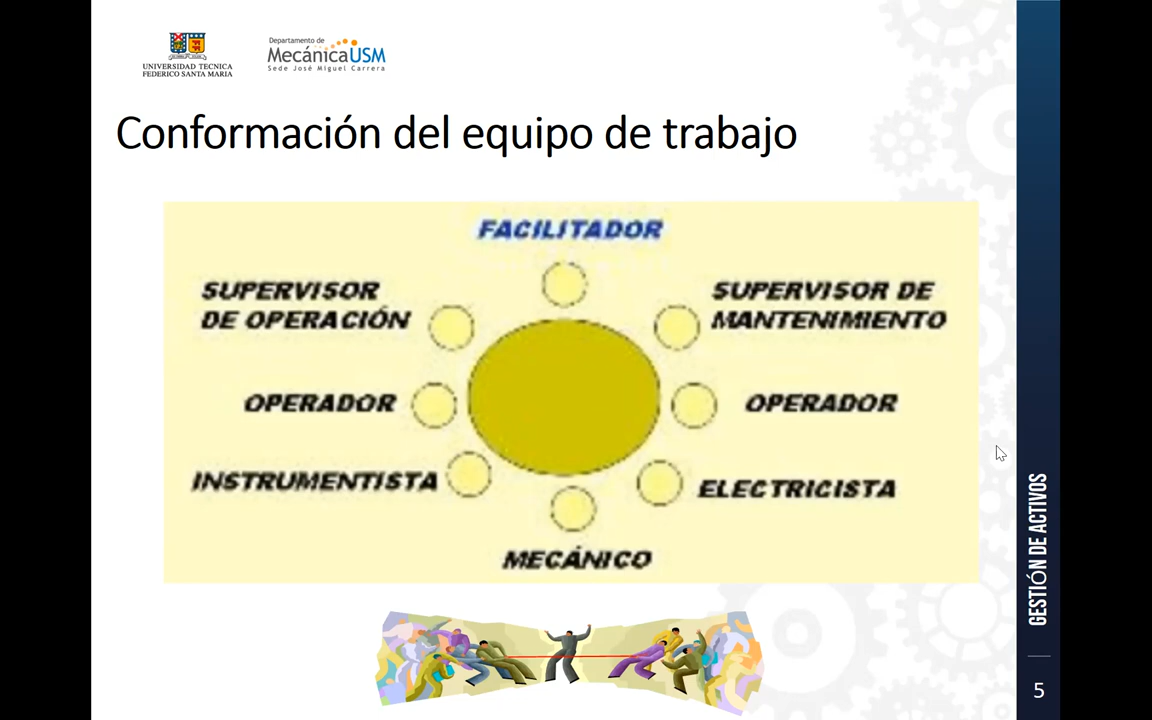 UNIVERSIDAD TECNICA
FEDERICO SANTA MARIA
Departamento de
MecánicaUSM
Sede José Miguel Carrera
Conformación del equipo de trabajo
FACILITADOR
SUPERVISOR
DE OPERACIÓN
SUPERVISOR DE
MANTENIMIENTO
OPERADOR
OPERADOR
INSTRUMENTISTA
ELECTRICISTA
MECÁNICO
GESTIÓN DE ACTIVOS
5